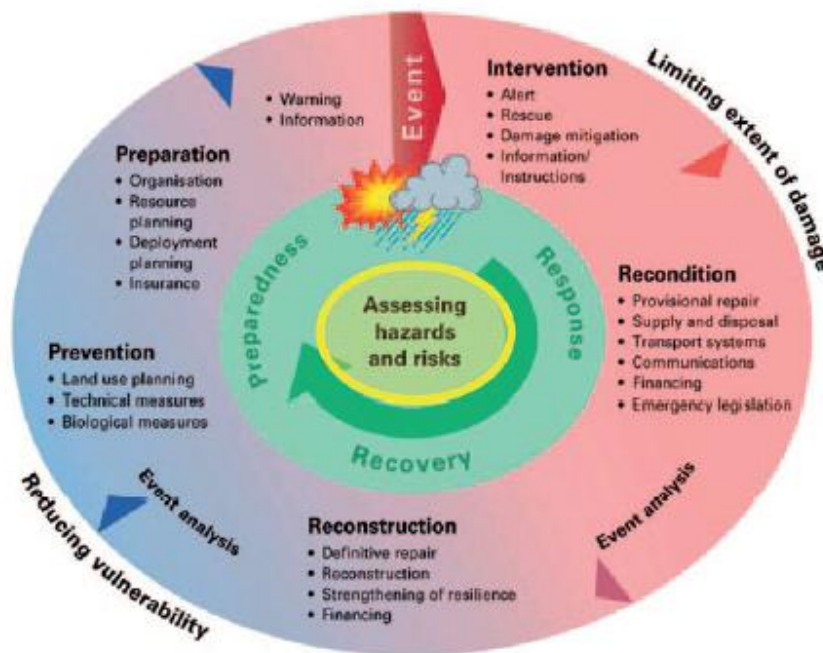 Event
• Warning
• Information
Intervention
• Alert
• Rescue
• Damage mitigation
• Information/
Instructions
Limiting extent of damage
Preparation
• Organisation
• Resource
planning
• Deployment
planning
• Insurance
Preparedness
Response
Recovery
Assessing
hazards
and risks
Recondition
• Provisional repair
• Supply and disposal
• Transport systems
• Communications
• Financing
• Emergency legislation
Prevention
• Land use planning
• Technical measures
• Biological measures
Event analysis
Event analysis
Reconstruction
• Definitive repair
• Reconstruction
• Strengthening of resilience
• Financing
Reducing vulnerability